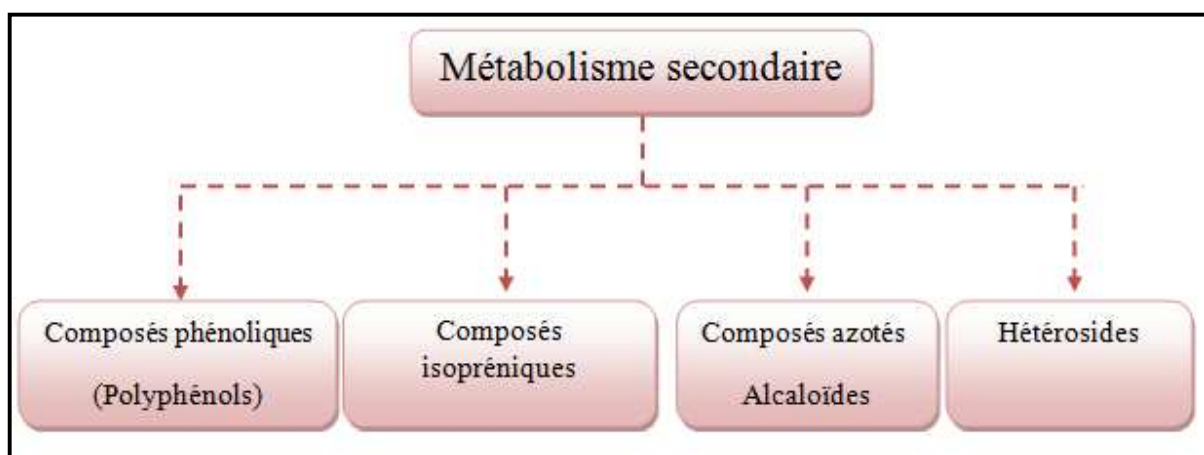 Métabolisme secondaire
Composés phénoliques
(Polyphénols)
Composés
isopréniques
Composés azotés
Alcaloïdes
Hétérosides